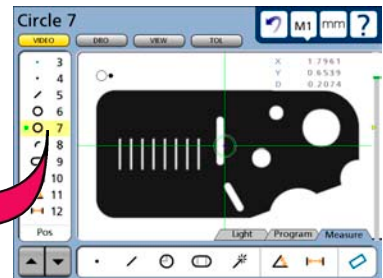 Circle 7
M1 mm ?
VIDEO DRO VIEW TOL
3
4
5
6
7
8
9
10
11
12
Pos
X 1.7961
Y 0.6539
D 0.2074
Light Program Measure